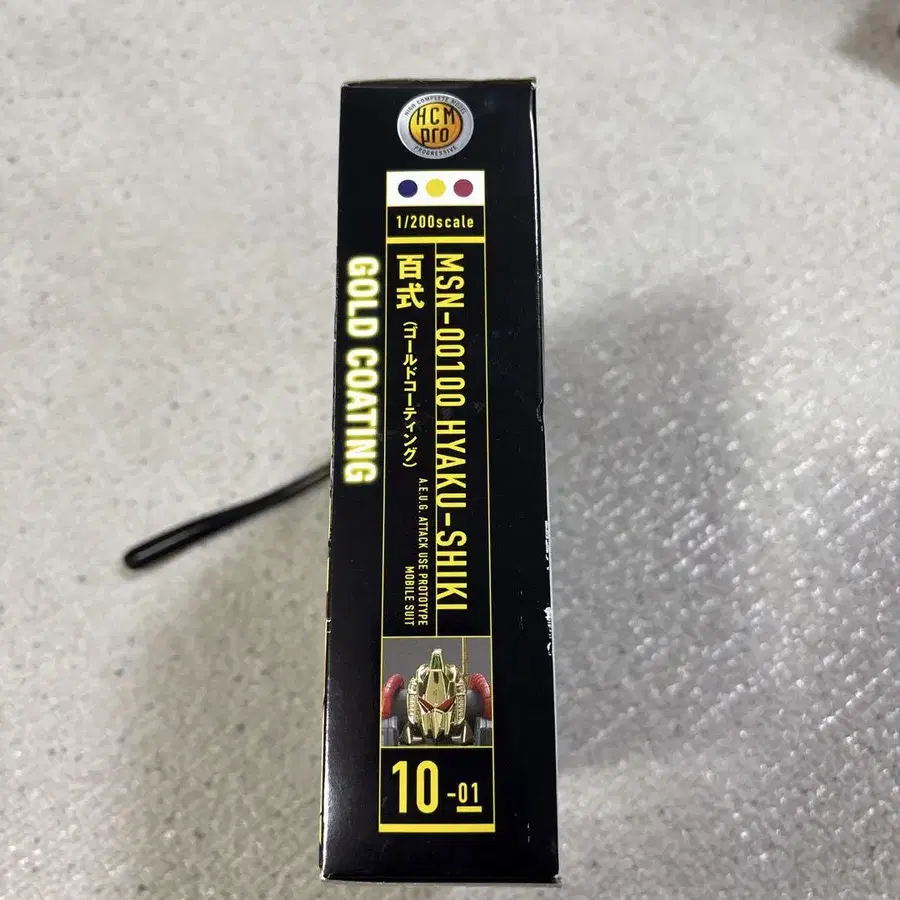 HIGH COMPLETE MODEL
HCM
pro
PROGRESSIVE
1/200scale
MSN-00100 HYAKU-SHIKI
百式
(ゴールドコーティング)
A.E.U.G. ATTACK USE PROTOTYPE
MOBILE SUIT
GOLD COATING
10-01